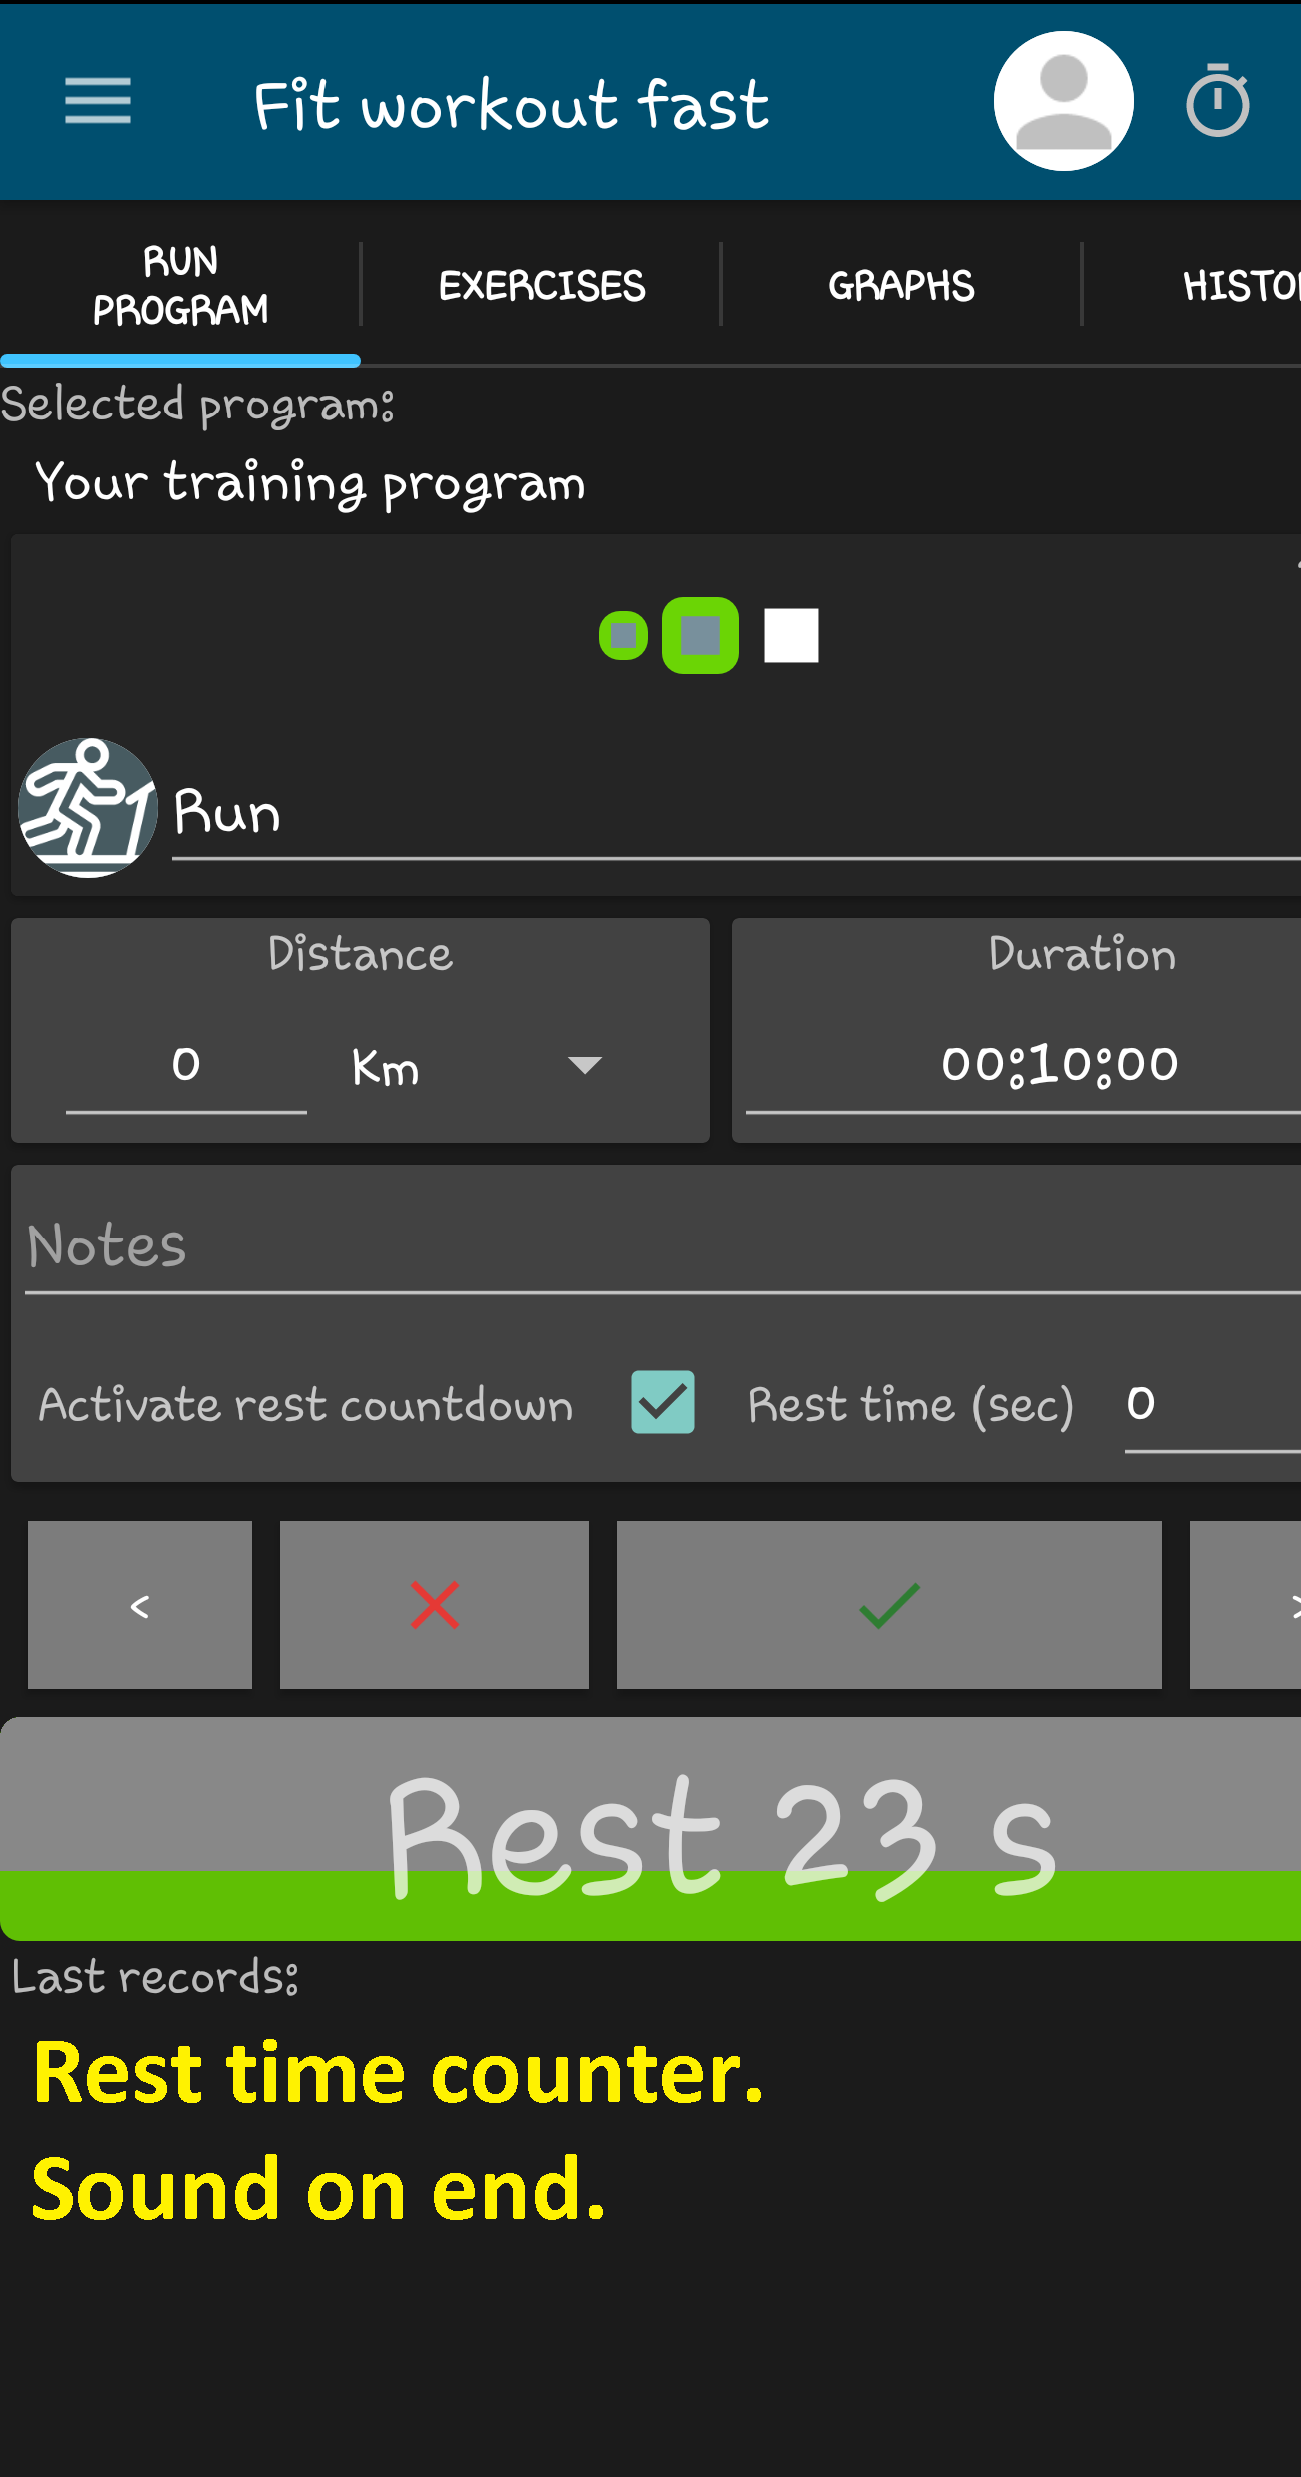 Fit workout fast
RUN
PROGRAM
EXERCISES
GRAPHS
HISTO
Selected program:
Your training program
Run
Distance
Duration
0
Km
00:10:00
Notes
Activate rest countdown
Rest time (sec)
0
<
Rest 23 s
Last records:
Rest time counter.
Sound on end.